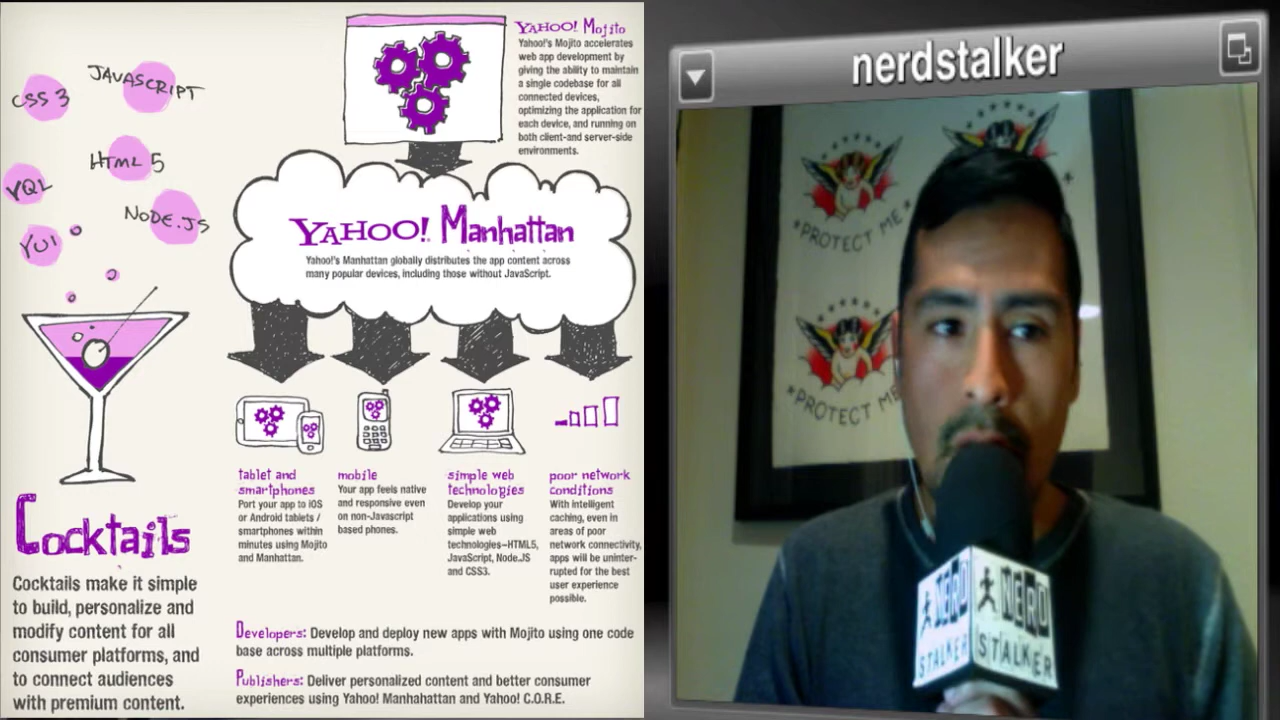 YAHOO! Mojito
Yahoo!'s Mojito accelerates
web app development by
giving the ability to maintain
a single codebase for all
connected devices,
optimizing the application for
each device, and running on
both client-and server-side
environments.
CSS 3
JAVASCRIPT
HTML 5
YQL
NODE.JS
YUI
YAHOO! Manhattan
Yahoo!'s Manhattan globally distributes the app content across
many popular devices, including those without JavaScript.
tablet and
smartphones
Port your app to iOS
or Android tablets /
smartphones within
minutes using Mojito
and Manhattan.
mobile
Your app feels native
and responsive even
on non-Javascript
based phones.
simple web
technologies
Develop your
applications using
simple web
technologies–HTML5,
JavaScript, Node.JS
and CSS3.
poor network
conditions
With intelligent
caching, even in
areas of poor
network connectivity,
apps will be uninter-
rupted for the best
user experience
possible.
Cocktails
Cocktails make it simple
to build, personalize and
modify content for all
consumer platforms, and
to connect audiences
with premium content.
Developers: Develop and deploy new apps with Mojito using one code
base across multiple platforms.
Publishers: Deliver personalized content and better consumer
experiences using Yahoo! Manhahattan and Yahoo! C.O.R.E.
nerdstalker
*PROTECT ME*
*PROTECT ME
NERD
STALKER
NERD
STALKER